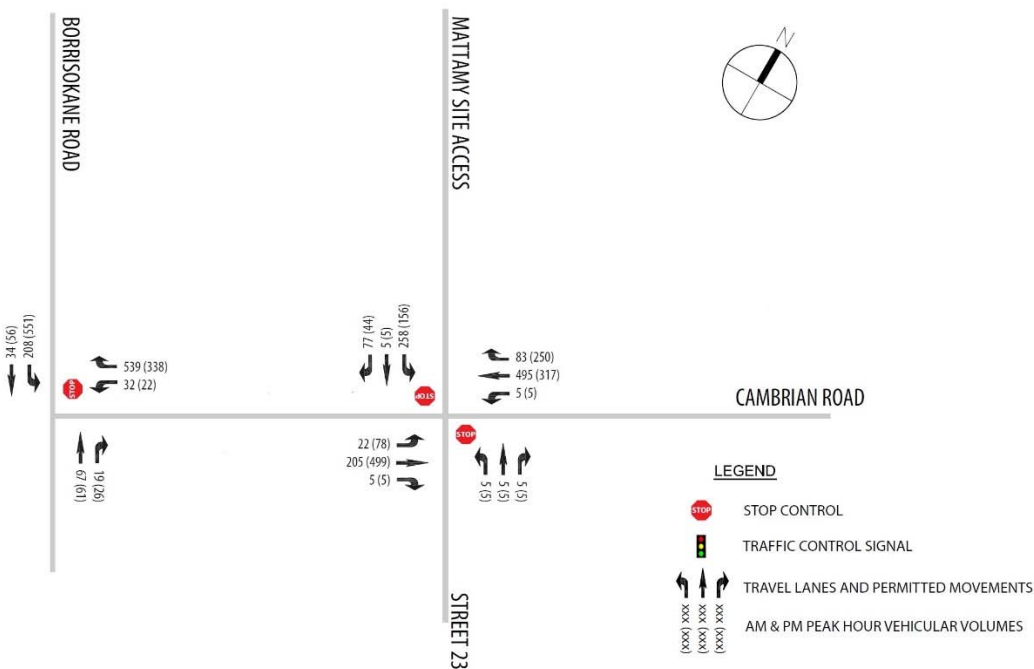 BORRISOKANE ROAD
MATTAMY SITE ACCESS
N
34 (56)
208 (551)
STOP
539 (338)
32 (22)
67 (61)
19 (26)
77 (44)
5 (5)
258 (156)
STOP
83 (250)
495 (317)
5 (5)
CAMBRIAN ROAD
22 (78)
205 (499)
5 (5)
STOP
5 (5)
5 (5)
5 (5)
STREET 23
LEGEND
STOP
STOP CONTROL
TRAFFIC CONTROL SIGNAL
TRAVEL LANES AND PERMITTED MOVEMENTS
xxx (xxx)
xxx (xxx)
xxx (xxx)
AM & PM PEAK HOUR VEHICULAR VOLUMES